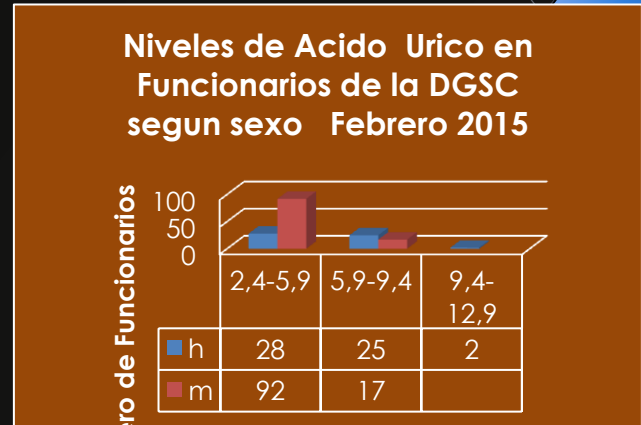 Niveles de Acido Urico en
Funcionarios de la DGSC
segun sexo Febrero 2015
de Funcionarios
100
50
0
2,4-5,9 5,9-9,4 9,4-
12,9
h 28 25 2
m 92 17